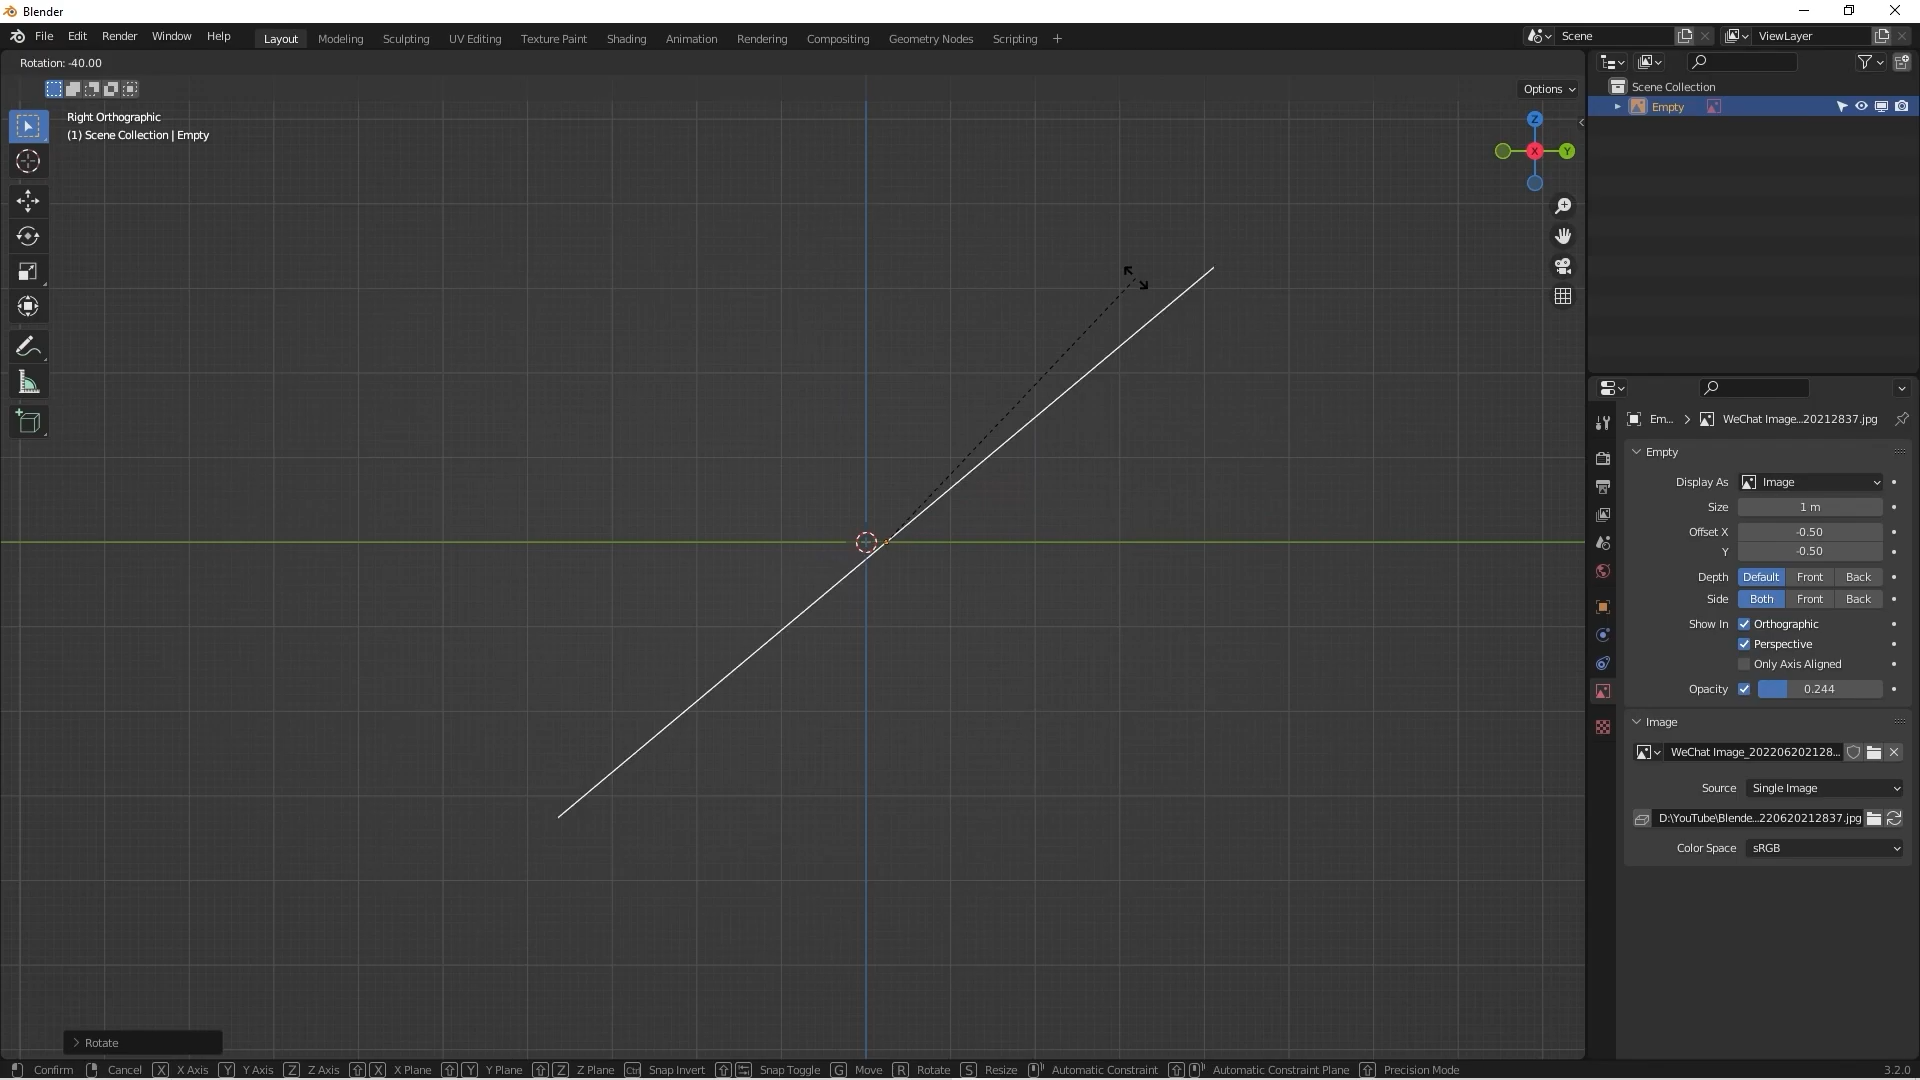 Blender
File Edit Render Window Help Layout Modeling Sculpting UV Editing Texture Paint Shading Animation Rendering Compositing Geometry Nodes Scripting + Scene ViewLayer
Rotation: -40.00
Options
Right Orthographic
(1) Scene Collection | Empty
Z
X
Y
Scene Collection
Empty
Em... > WeChat Image...20212837.jpg
Empty
Display As Image
Size 1 m
Offset X -0.50
Y -0.50
Depth Default Front Back
Side Both Front Back
Show In Orthographic
Perspective
Only Axis Aligned
Opacity 0.244
Image
WeChat Image_202206202128...
Source Single Image
D:\YouTube\Blende...220620212837.jpg
Color Space sRGB
> Rotate
Confirm Cancel X X Axis Y Y Axis Z Z Axis X X Plane Y Y Plane Z Z Plane Ctrl Snap Invert Snap Toggle G Move R Rotate S Resize Automatic Constraint Automatic Constraint Plane Precision Mode 3.2.0